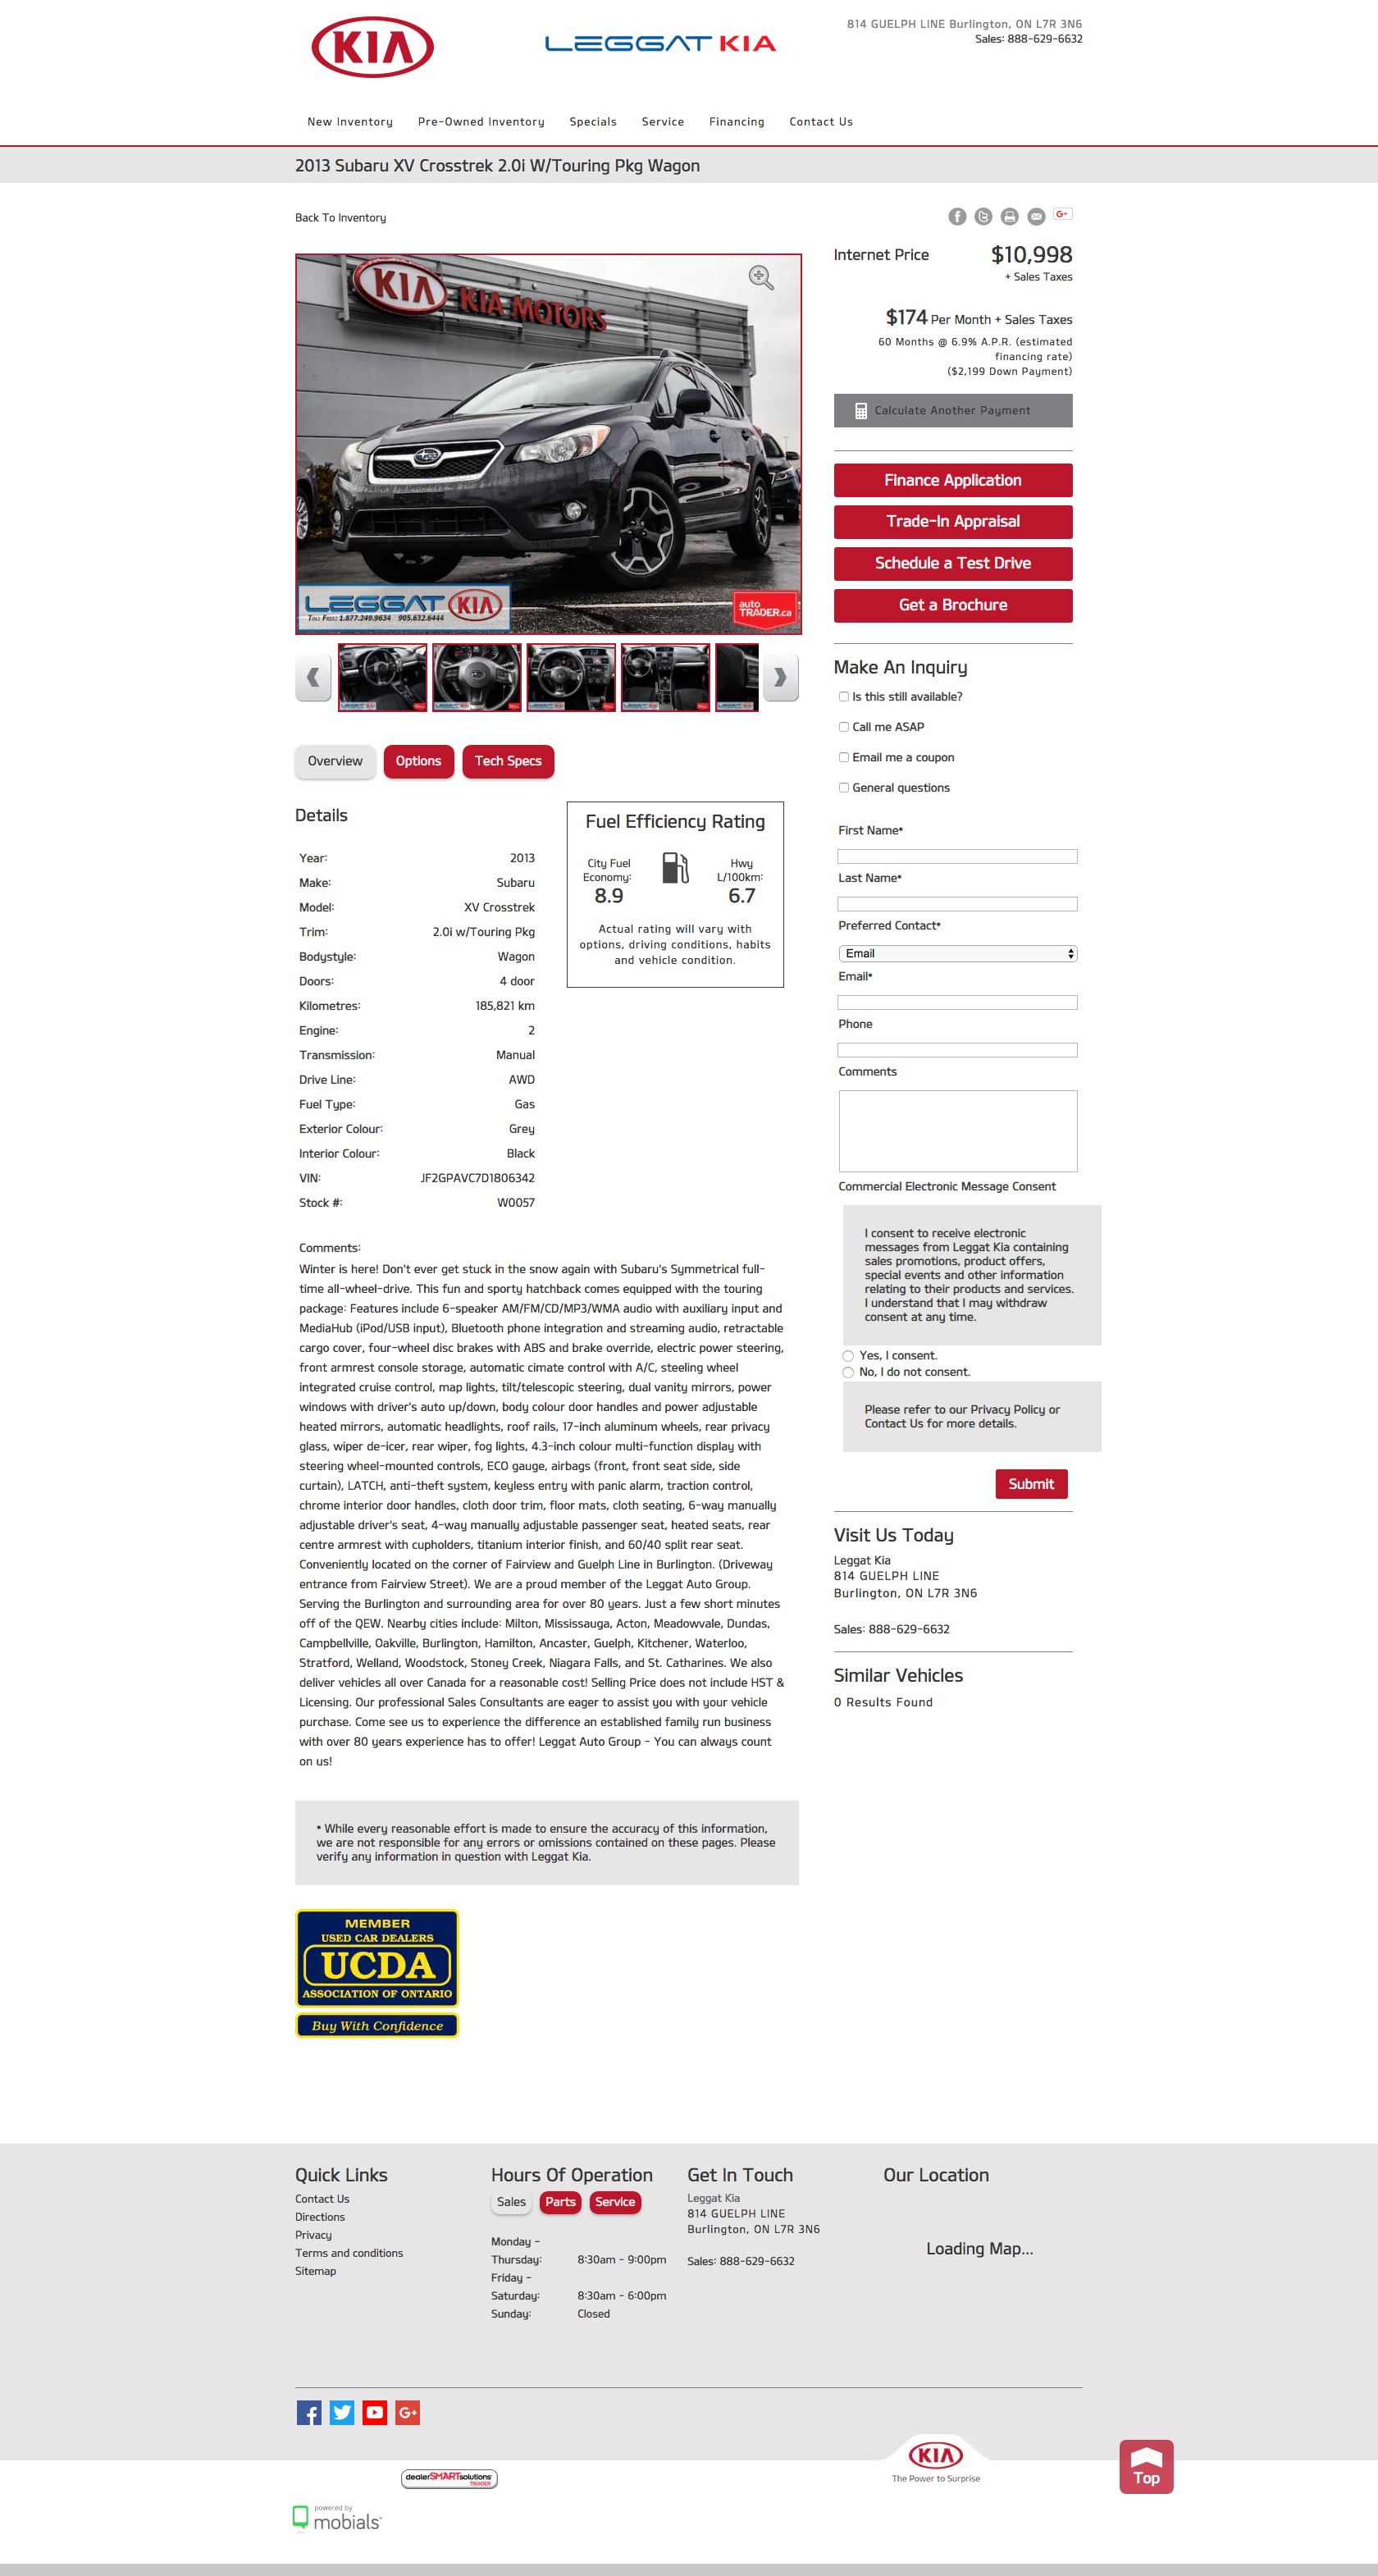 KIA
LEGGAT KIA
814 GUELPH LINE Burlington, ON L7R 3N6
Sales: 888-629-6632
New Inventory Pre-Owned Inventory Specials Service Financing Contact Us
2013 Subaru XV Crosstrek 2.0i W/Touring Pkg Wagon
Back To Inventory
G+
KIA KIA MOTORS
LEGGAT KIA
TOLL FREE: 1.877.249.9634 905.632.6444
auto
TRADER.ca
Internet Price $10,998
+ Sales Taxes
$174 Per Month + Sales Taxes
60 Months @ 6.9% A.P.R. (estimated
financing rate)
($2,199 Down Payment)
Calculate Another Payment
Finance Application
Trade-In Appraisal
Schedule a Test Drive
Get a Brochure
Overview Options Tech Specs
Details
Year: 2013
Make: Subaru
Model: XV Crosstrek
Trim: 2.0i w/Touring Pkg
Bodystyle: Wagon
Doors: 4 door
Kilometres: 185,821 km
Engine: 2
Transmission: Manual
Drive Line: AWD
Fuel Type: Gas
Exterior Colour: Grey
Interior Colour: Black
VIN: JF2GPAVC7D1806342
Stock #: W0057
Fuel Efficiency Rating
City Fuel
Economy:
8.9
Hwy
L/100km:
6.7
Actual rating will vary with
options, driving conditions, habits
and vehicle condition.
Comments:
Winter is here! Don't ever get stuck in the snow again with Subaru's Symmetrical full-
time all-wheel-drive. This fun and sporty hatchback comes equipped with the touring
package: Features include 6-speaker AM/FM/CD/MP3/WMA audio with auxiliary input and
MediaHub (iPod/USB input), Bluetooth phone integration and streaming audio, retractable
cargo cover, four-wheel disc brakes with ABS and brake override, electric power steering,
front armrest console storage, automatic cimate control with A/C, steeling wheel
integrated cruise control, map lights, tilt/telescopic steering, dual vanity mirrors, power
windows with driver's auto up/down, body colour door handles and power adjustable
heated mirrors, automatic headlights, roof rails, 17-inch aluminum wheels, rear privacy
glass, wiper de-icer, rear wiper, fog lights, 4.3-inch colour multi-function display with
steering wheel-mounted controls, ECO gauge, airbags (front, front seat side, side
curtain), LATCH, anti-theft system, keyless entry with panic alarm, traction control,
chrome interior door handles, cloth door trim, floor mats, cloth seating, 6-way manually
adjustable driver's seat, 4-way manually adjustable passenger seat, heated seats, rear
centre armrest with cupholders, titanium interior finish, and 60/40 split rear seat.
Conveniently located on the corner of Fairview and Guelph Line in Burlington. (Driveway
entrance from Fairview Street). We are a proud member of the Leggat Auto Group.
Serving the Burlington and surrounding area for over 80 years. Just a few short minutes
off of the QEW. Nearby cities include: Milton, Mississauga, Acton, Meadowvale, Dundas,
Campbellville, Oakville, Burlington, Hamilton, Ancaster, Guelph, Kitchener, Waterloo,
Stratford, Welland, Woodstock, Stoney Creek, Niagara Falls, and St. Catharines. We also
deliver vehicles all over Canada for a reasonable cost! Selling Price does not include HST &
Licensing. Our professional Sales Consultants are eager to assist you with your vehicle
purchase. Come see us to experience the difference an established family run business
with over 80 years experience has to offer! Leggat Auto Group - You can always count
on us!
* While every reasonable effort is made to ensure the accuracy of this information,
we are not responsible for any errors or omissions contained on these pages. Please
verify any information in question with Leggat Kia.
MEMBER
USED CAR DEALERS
UCDA
ASSOCIATION OF ONTARIO
Buy With Confidence
Make An Inquiry
Is this still available?
Call me ASAP
Email me a coupon
General questions
First Name*
Last Name*
Preferred Contact*
Email
Email*
Phone
Comments
Commercial Electronic Message Consent
I consent to receive electronic
messages from Leggat Kia containing
sales promotions, product offers,
special events and other information
relating to their products and services.
I understand that I may withdraw
consent at any time.
Yes, I consent.
No, I do not consent.
Please refer to our Privacy Policy or
Contact Us for more details.
Submit
Visit Us Today
Leggat Kia
814 GUELPH LINE
Burlington, ON L7R 3N6
Sales: 888-629-6632
Similar Vehicles
0 Results Found
Quick Links
Contact Us
Directions
Privacy
Terms and conditions
Sitemap
Hours Of Operation
Sales Parts Service
Monday -
Thursday: 8:30am - 9:00pm
Friday -
Saturday: 8:30am - 6:00pm
Sunday: Closed
Get In Touch
Leggat Kia
814 GUELPH LINE
Burlington, ON L7R 3N6
Sales: 888-629-6632
Our Location
Loading Map...
G+
KIA
The Power to Surprise
Top
dealerSMARTsolutions
TRADER
powered by
mobials